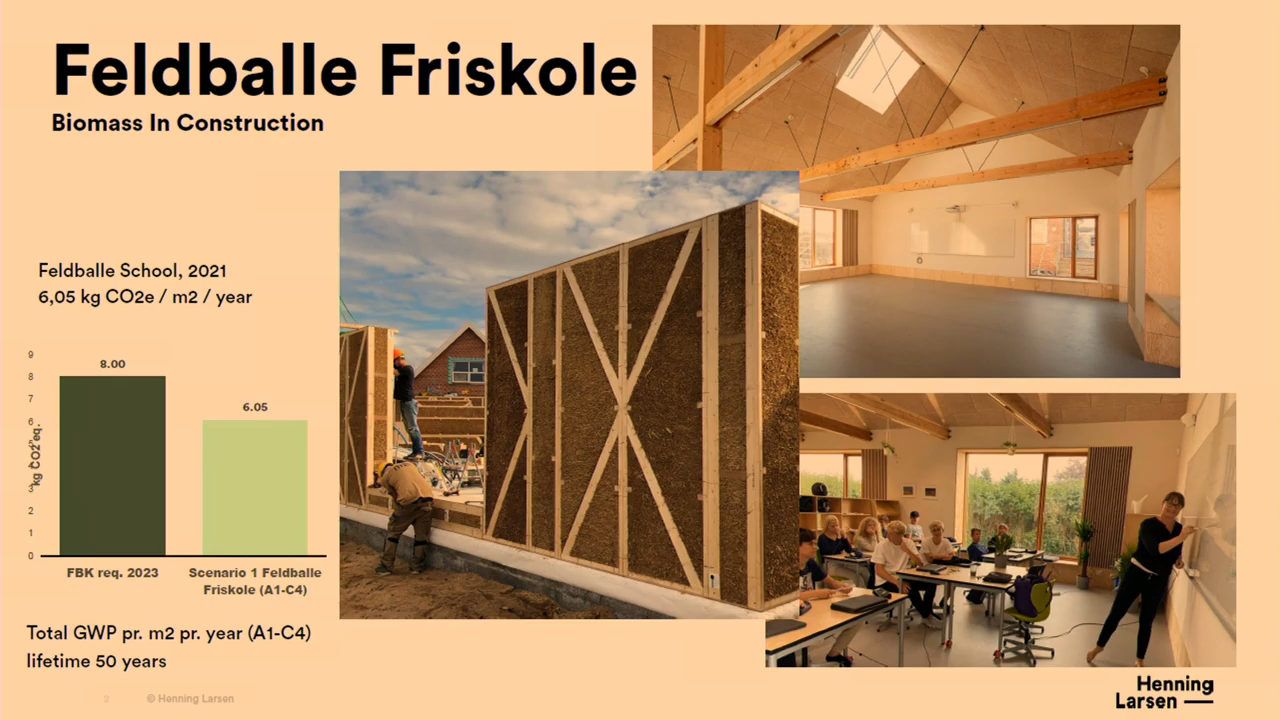 Feldballe Friskole
Biomass In Construction
Feldballe School, 2021
6,05 kg CO2e / m2 / year
kg CO2 eq.
9
8
7
6
5
4
3
2
1
0
8.00
6.05
FBK req. 2023
Scenario 1 Feldballe
Friskole (A1-C4)
Total GWP pr. m2 pr. year (A1-C4)
lifetime 50 years
2
© Henning Larsen
Henning
Larsen